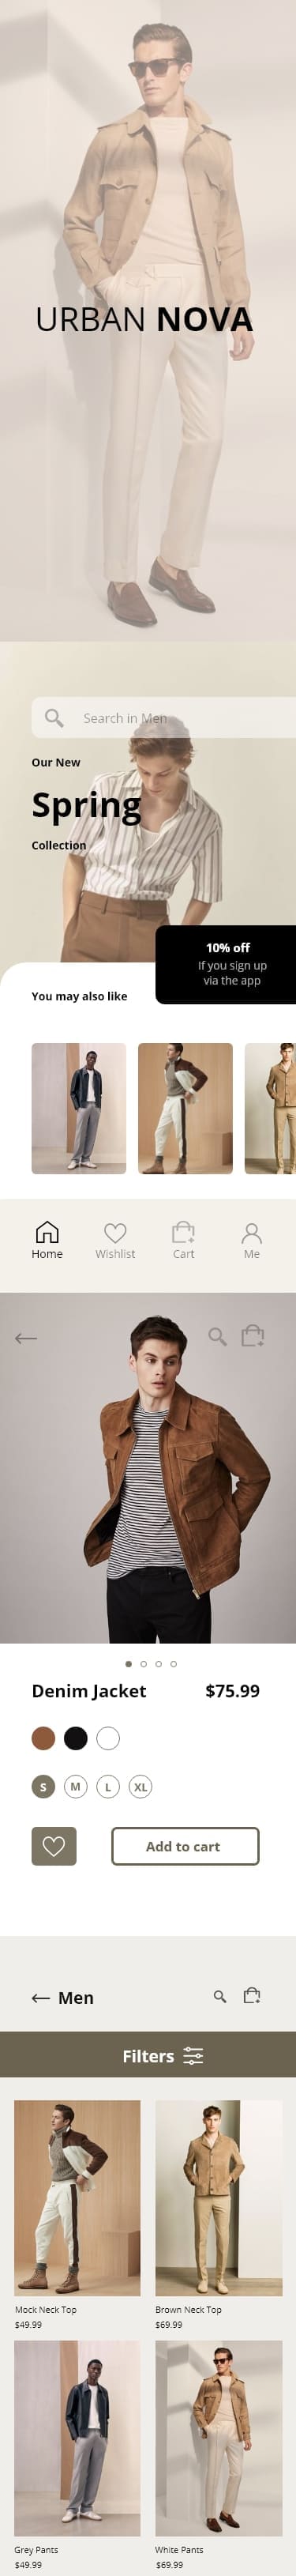 URBAN NOVA
Search in Men
Our New
Spring
Collection
10% off
If you sign up
via the app
You may also like
Home Wishlist Cart Me
Denim Jacket $75.99
S M L XL
Add to cart
Men
Filters
Mock Neck Top Brown Neck Top
$49.99 $69.99
Grey Pants White Pants
$49.99 $69.99